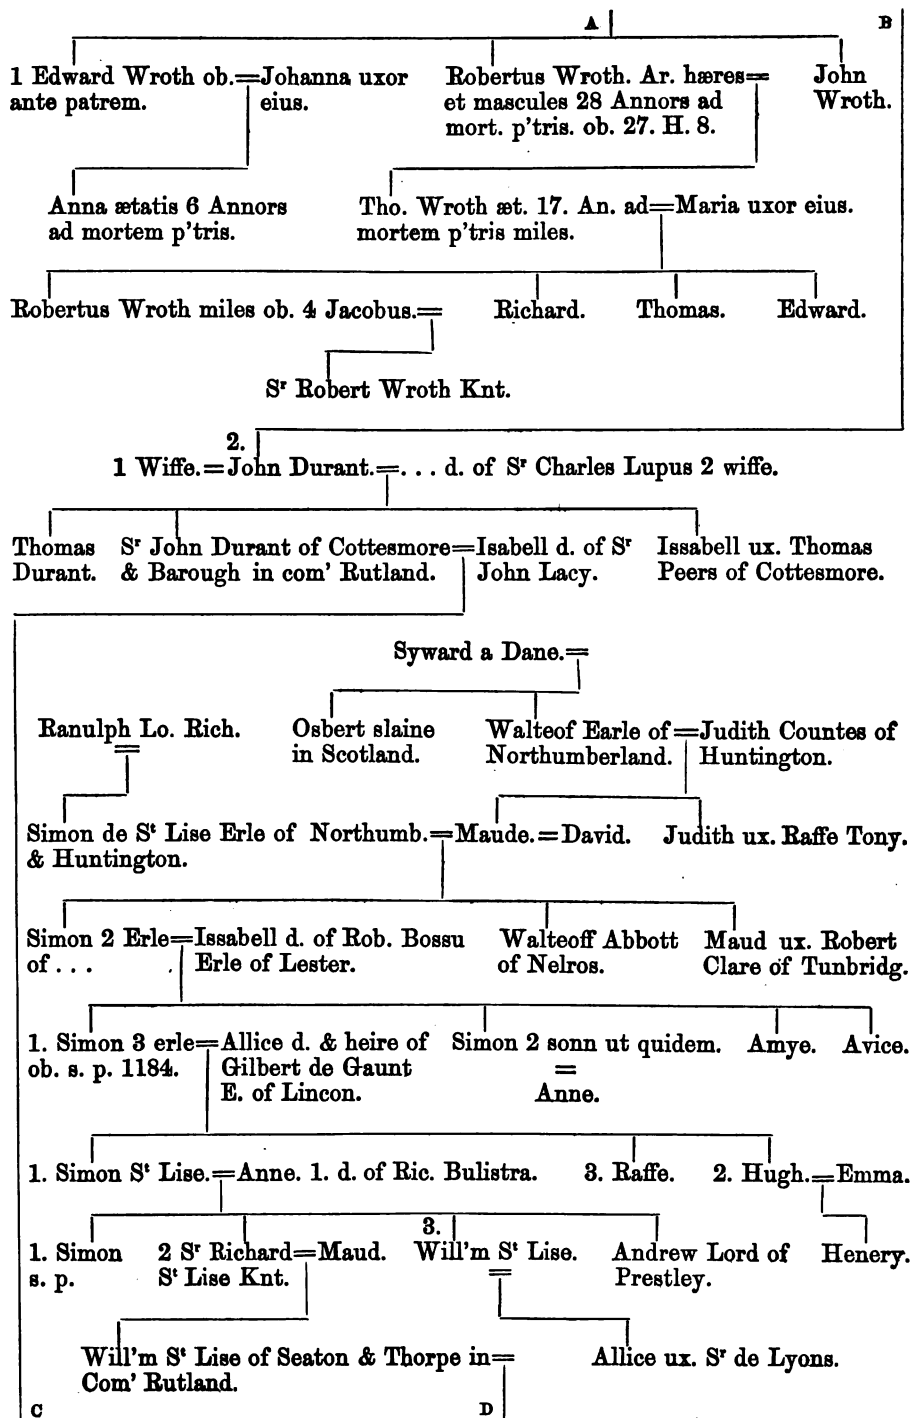 A B
1 Edward Wroth ob.=Johanna uxor
ante patrem. eius.
Robertus Wroth. Ar. hæres=
et mascules 28 Annors ad
mort. p'tris. ob. 27. H. 8.
John
Wroth.
Anna ætatis 6 Annors
ad mortem p'tris.
Tho. Wroth æt. 17. An. ad=Maria uxor eius.
mortem p'tris miles.
Robertus Wroth miles ob. 4 Jacobus.= Richard. Thomas. Edward.
Sʳ Robert Wroth Knt.
2.
1 Wiffe.=John Durant.=... d. of Sʳ Charles Lupus 2 wiffe.
Thomas
Durant.
Sʳ John Durant of Cottesmore=Isabell d. of Sʳ
& Barough in com' Rutland. John Lacy.
Issabell ux. Thomas
Peers of Cottesmore.
Syward a Dane.=
Ranulph Lo. Rich.
=
Osbert slaine
in Scotland.
Walteof Earle of=Judith Countes of
Northumberland. Huntington.
Simon de Sᵗ Lise Erle of Northumb.=Maude.=David. Judith ux. Raffe Tony.
& Huntington.
Simon 2 Erle=Issabell d. of Rob. Bossu
of... Erle of Lester.
Walteoff Abbott
of Nelros.
Maud ux. Robert
Clare of Tunbridg.
1. Simon 3 erle=Allice d. & heire of
ob. s. p. 1184. Gilbert de Gaunt
E. of Lincon.
Simon 2 sonn ut quidem.
=
Anne.
Amye. Avice.
1. Simon Sᵗ Lise.=Anne. 1. d. of Ric. Bulistra. 3. Raffe. 2. Hugh.=Emma.
1. Simon
s. p.
2 Sʳ Richard=Maud.
Sᵗ Lise Knt.
3.
Will'm Sᵗ Lise.
=
Andrew Lord of
Prestley.
Henery.
Will'm Sᵗ Lise of Seaton & Thorpe in=
Com' Rutland.
Allice ux. Sʳ de Lyons.
C D